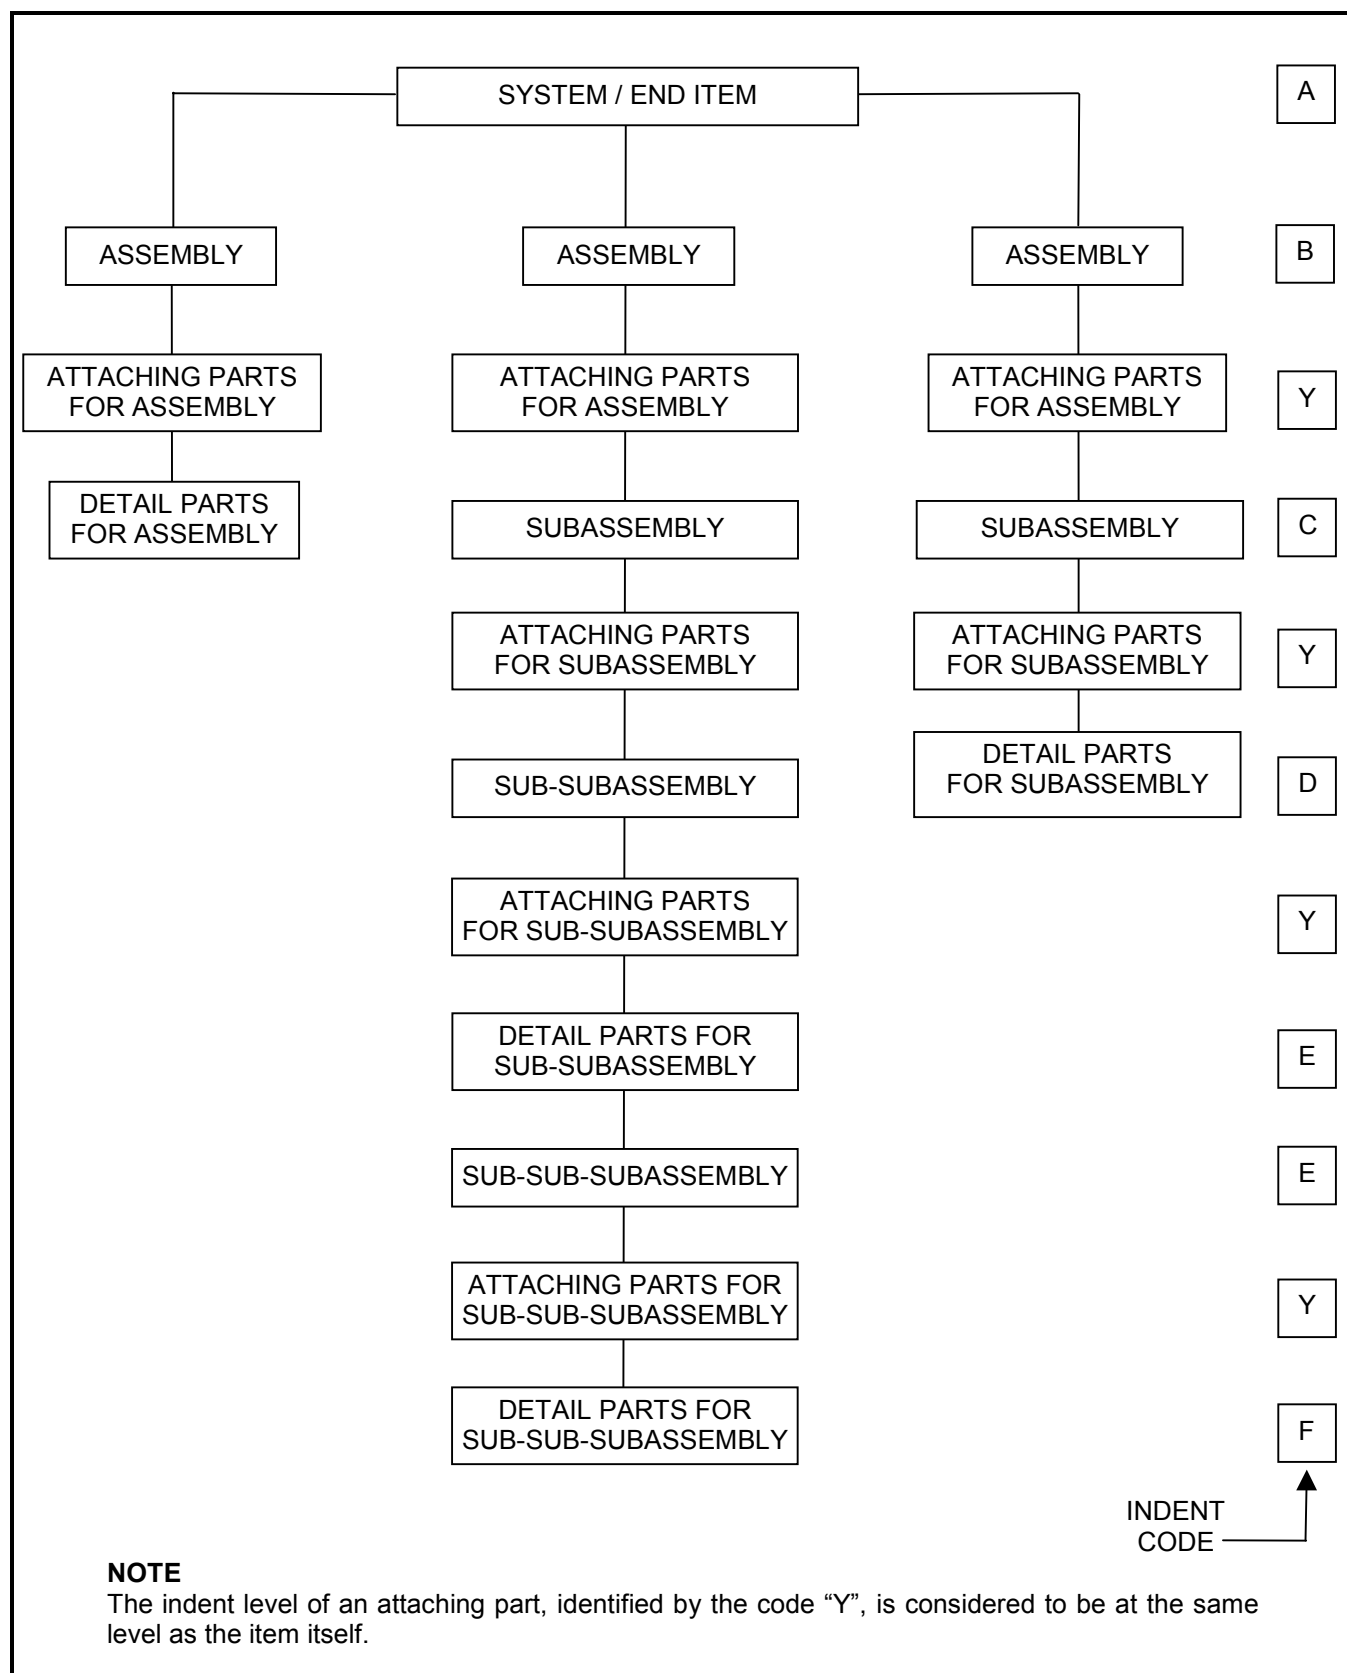 SYSTEM / END ITEM
A
ASSEMBLY
ASSEMBLY
ASSEMBLY
B
ATTACHING PARTS
FOR ASSEMBLY
ATTACHING PARTS
FOR ASSEMBLY
ATTACHING PARTS
FOR ASSEMBLY
Y
DETAIL PARTS
FOR ASSEMBLY
SUBASSEMBLY
SUBASSEMBLY
C
ATTACHING PARTS
FOR SUBASSEMBLY
ATTACHING PARTS
FOR SUBASSEMBLY
Y
SUB-SUBASSEMBLY
DETAIL PARTS
FOR SUBASSEMBLY
D
ATTACHING PARTS
FOR SUB-SUBASSEMBLY
Y
DETAIL PARTS FOR
SUB-SUBASSEMBLY
E
SUB-SUB-SUBASSEMBLY
E
ATTACHING PARTS FOR
SUB-SUB-SUBASSEMBLY
Y
DETAIL PARTS FOR
SUB-SUB-SUBASSEMBLY
F
INDENT
CODE
NOTE
The indent level of an attaching part, identified by the code “Y”, is considered to be at the same
level as the item itself.